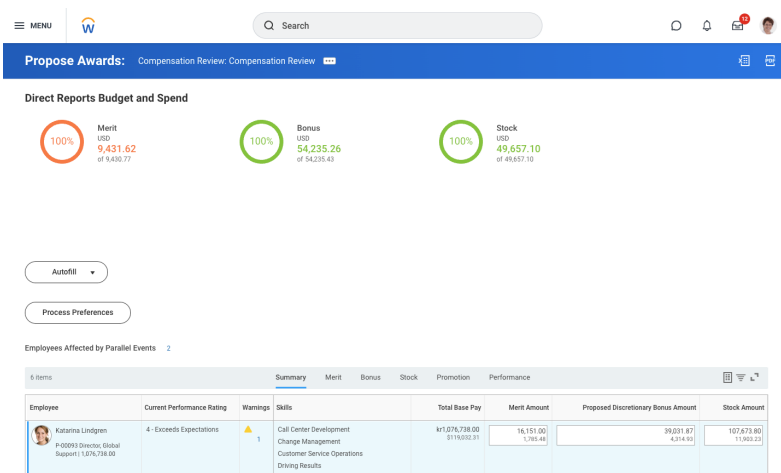 MENU
Search
12
Propose Awards: Compensation Review: Compensation Review
PDF
Direct Reports Budget and Spend
100%
Merit
USD
9,431.62
of 9,430.77
100%
Bonus
USD
54,235.26
of 54,235.43
100%
Stock
USD
49,657.10
of 49,657.10
Autofill
Process Preferences
Employees Affected by Parallel Events 2
6 items
Summary Merit Bonus Stock Promotion Performance
Employee Current Performance Rating Warnings Skills Total Base Pay Merit Amount Proposed Discretionary Bonus Amount Stock Amount
Katarina Lindgren
P-00093 Director, Global
Support | 1,076,738.00
4 - Exceeds Expectations
1
Call Center Development
Change Management
Customer Service Operations
Driving Results
kr1,076,738.00
$119,032.31
16,151.00
1,785.48
39,031.87
4,314.93
107,673.80
11,903.23